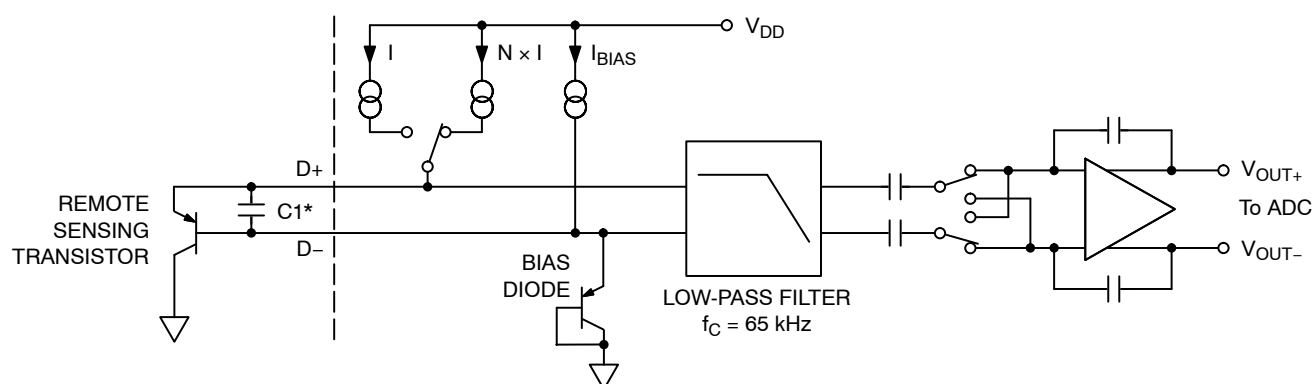 V_DD
I
N × I
I_BIAS
D+
REMOTE
SENSING
TRANSISTOR
C1*
D−
BIAS
DIODE
LOW-PASS FILTER
f_C = 65 kHz
V_OUT+
To ADC
V_OUT−